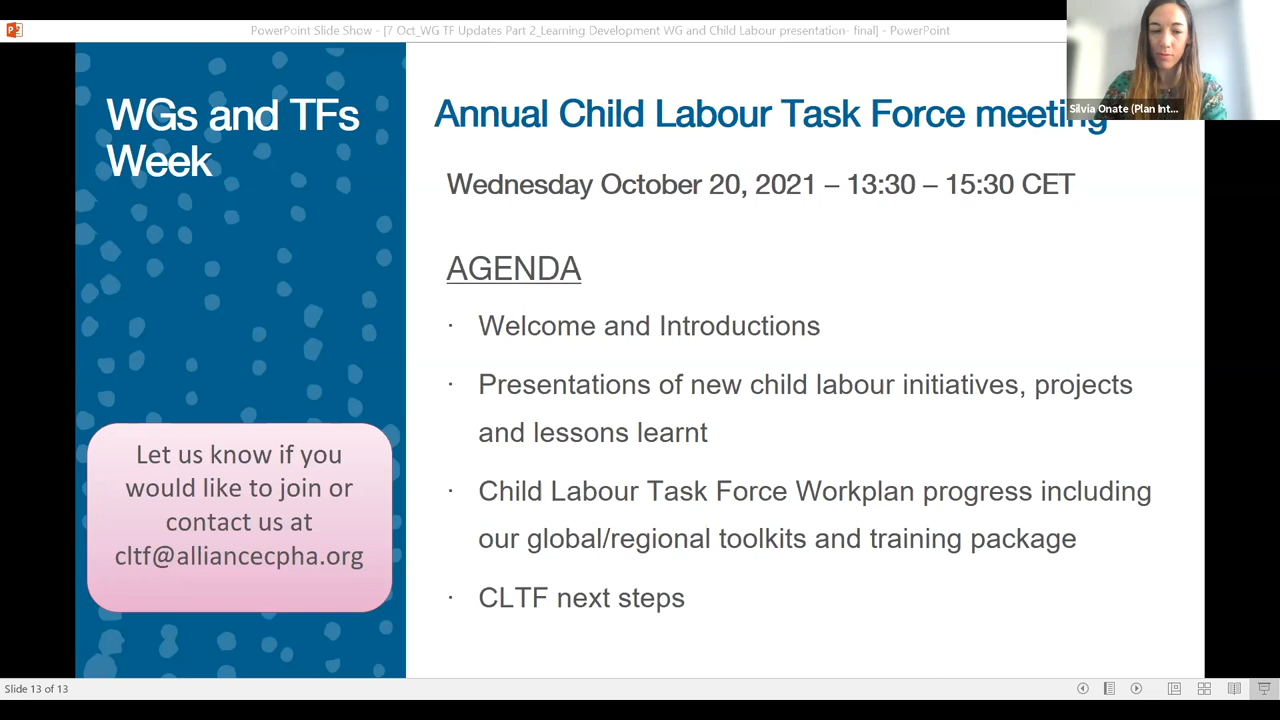 PowerPoint Slide Show - [7 Oct_WG TF Updates Part 2_Learning Development WG and Child Labour presentation- final] - PowerPoint
Silvia Onate (Plan Int...
WGs and TFs
Week
Annual Child Labour Task Force meeting
Wednesday October 20, 2021 – 13:30 – 15:30 CET
AGENDA
· Welcome and Introductions
· Presentations of new child labour initiatives, projects
and lessons learnt
· Child Labour Task Force Workplan progress including
our global/regional toolkits and training package
· CLTF next steps
Let us know if you
would like to join or
contact us at
cltf@alliancecpha.org
Slide 13 of 13